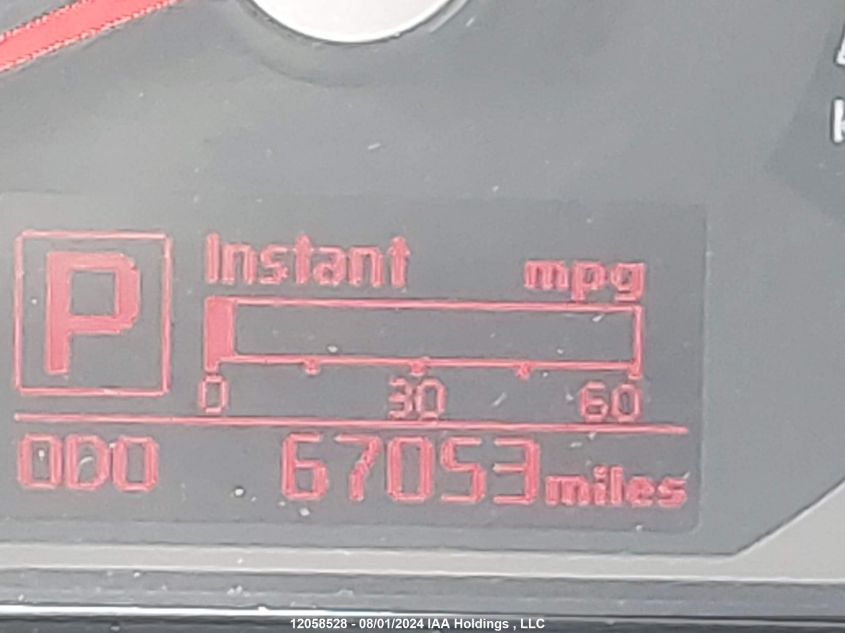 P
Instant mpg
0 30 60
ODO 67053 miles
12058528 - 08/01/2024 IAA Holdings , LLC